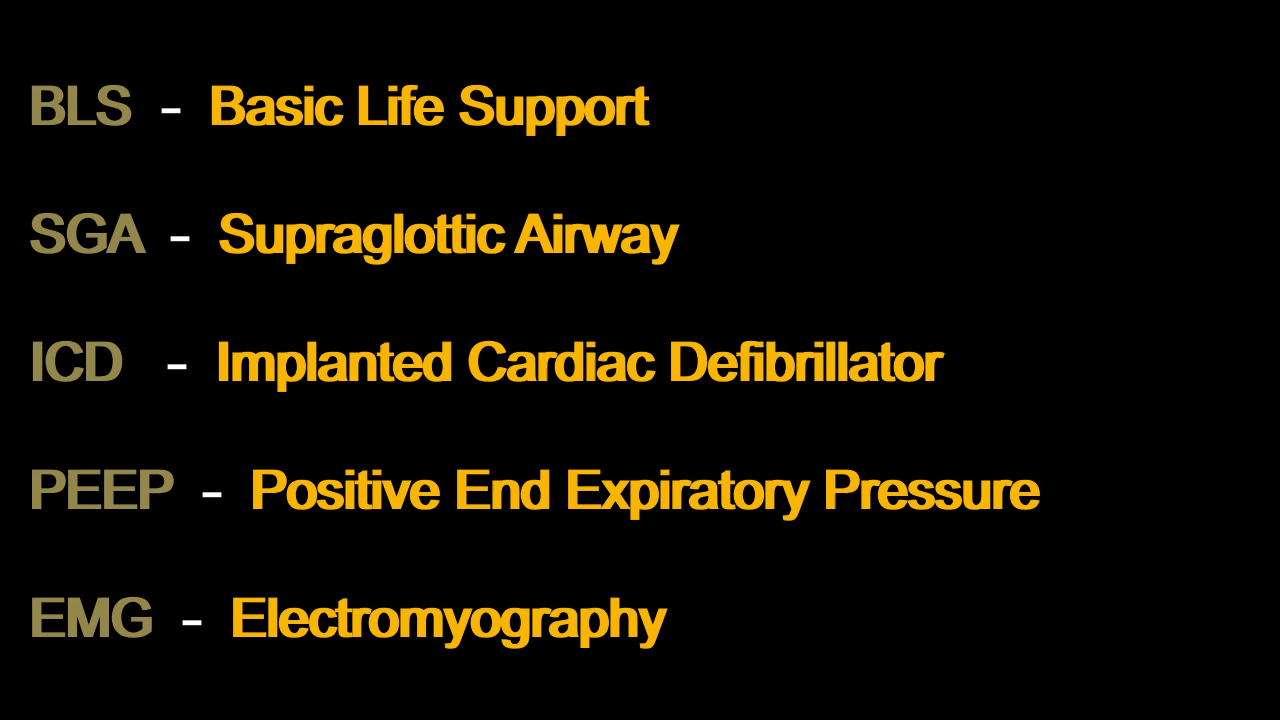 BLS - Basic Life Support
SGA - Supraglottic Airway
ICD - Implanted Cardiac Defibrillator
PEEP - Positive End Expiratory Pressure
EMG - Electromyography